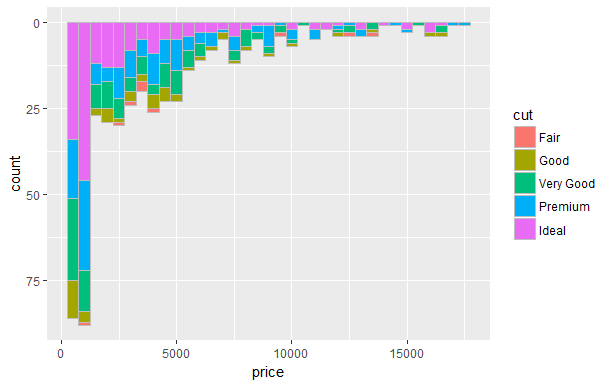 0
25
50
75
count
0 5000 10000 15000
price
cut
Fair
Good
Very Good
Premium
Ideal